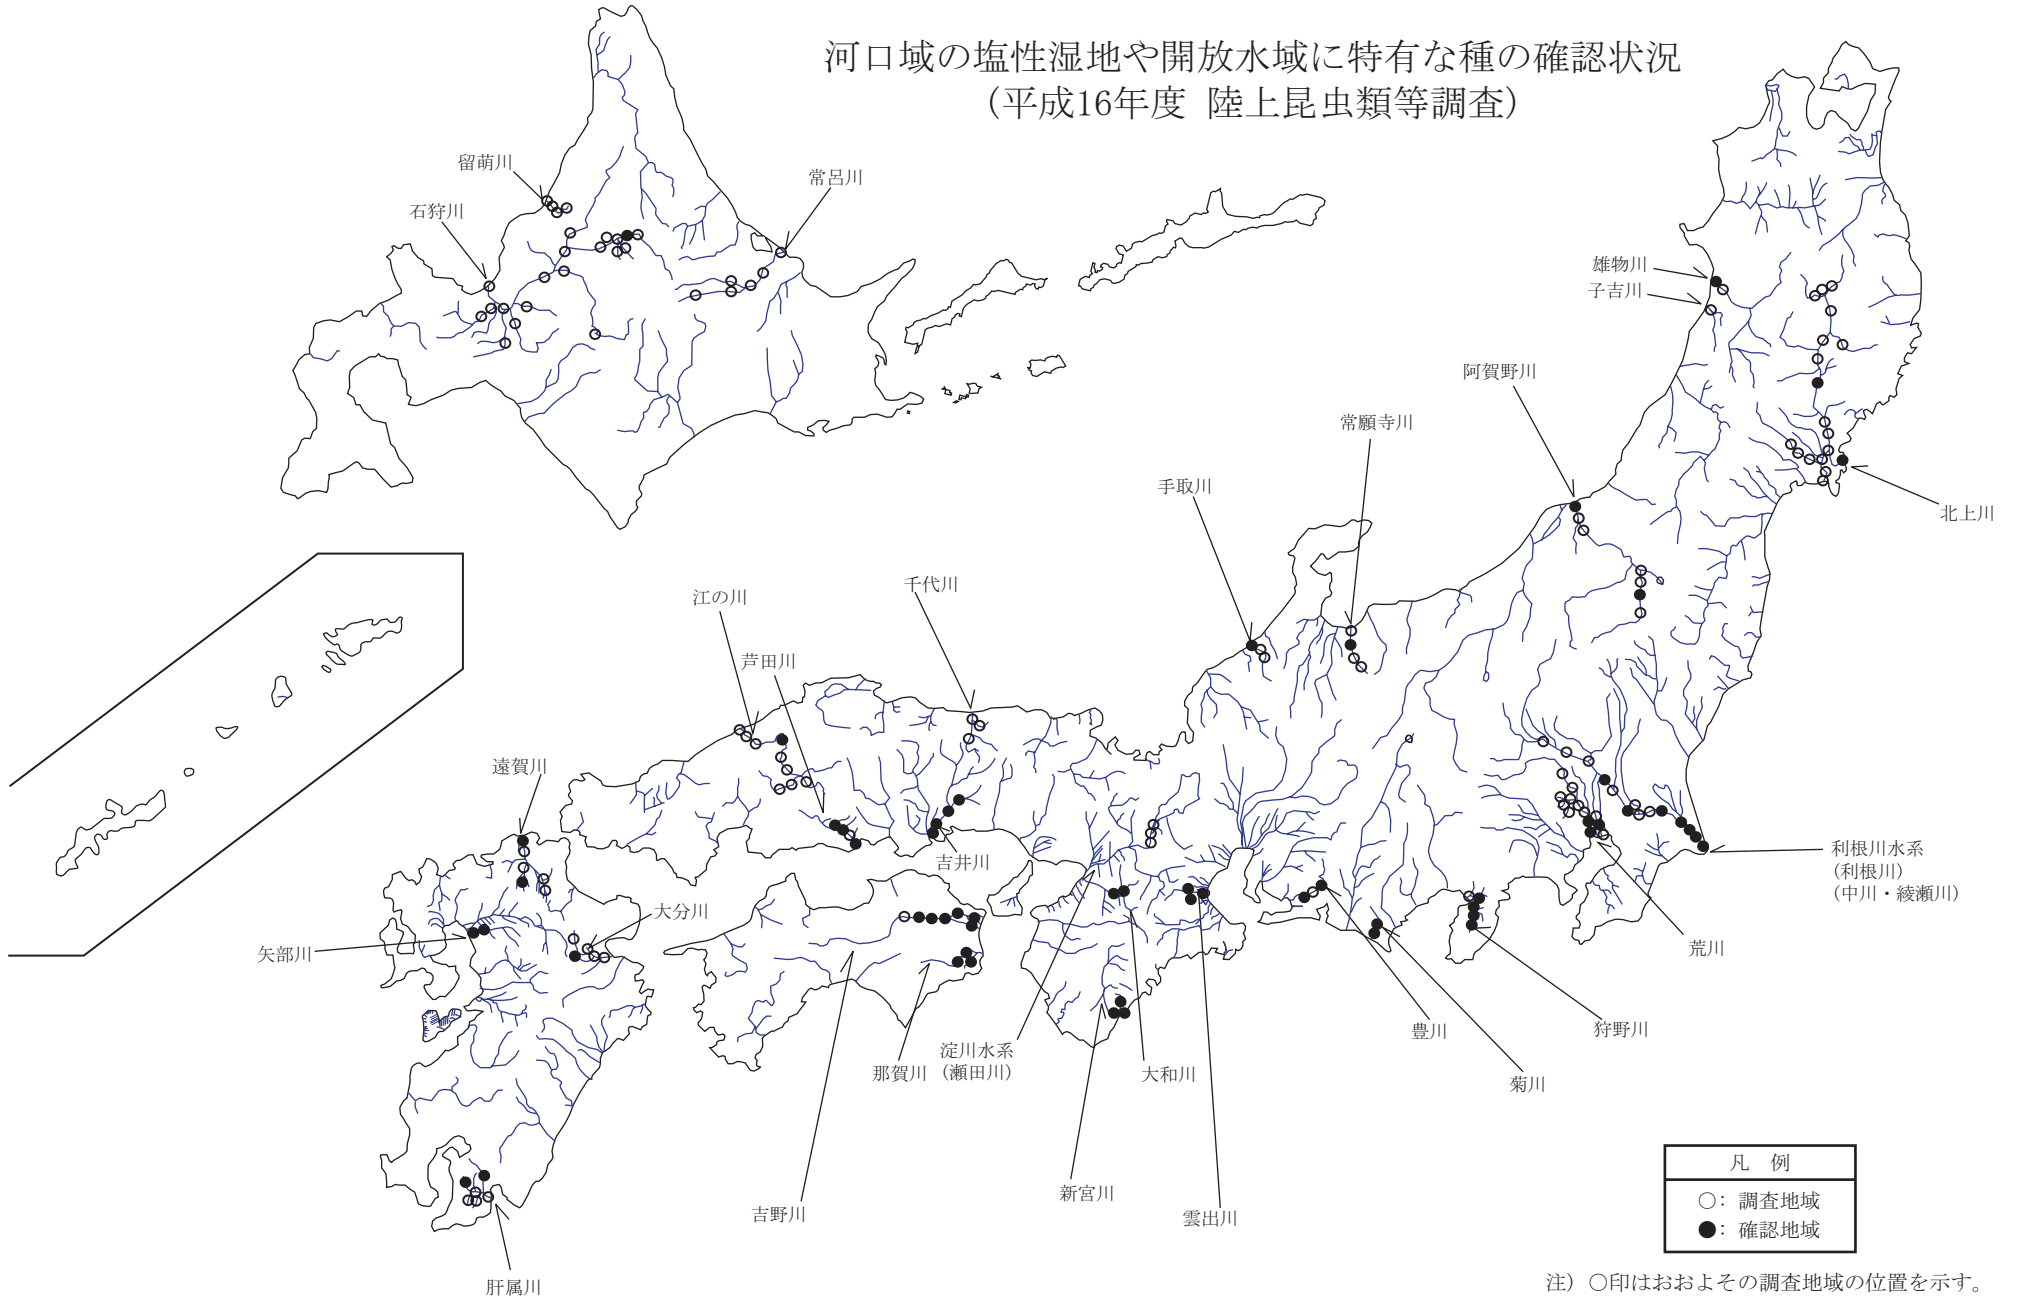 河口域の塩性湿地や開放水域に特有な種の確認状況
（平成16年度 陸上昆虫類等調査）
留萌川
常呂川
石狩川
雄物川
子吉川
阿賀野川
常願寺川
手取川
北上川
千代川
江の川
芦田川
遠賀川
吉井川
利根川水系
（利根川）
（中川・綾瀬川）
大分川
矢部川
荒川
豊川
狩野川
淀川水系
（瀬田川）
那賀川
大和川
菊川
新宮川
吉野川
雲出川
肝属川
凡 例
○：調査地域
●：確認地域
注）○印はおおよその調査地域の位置を示す。